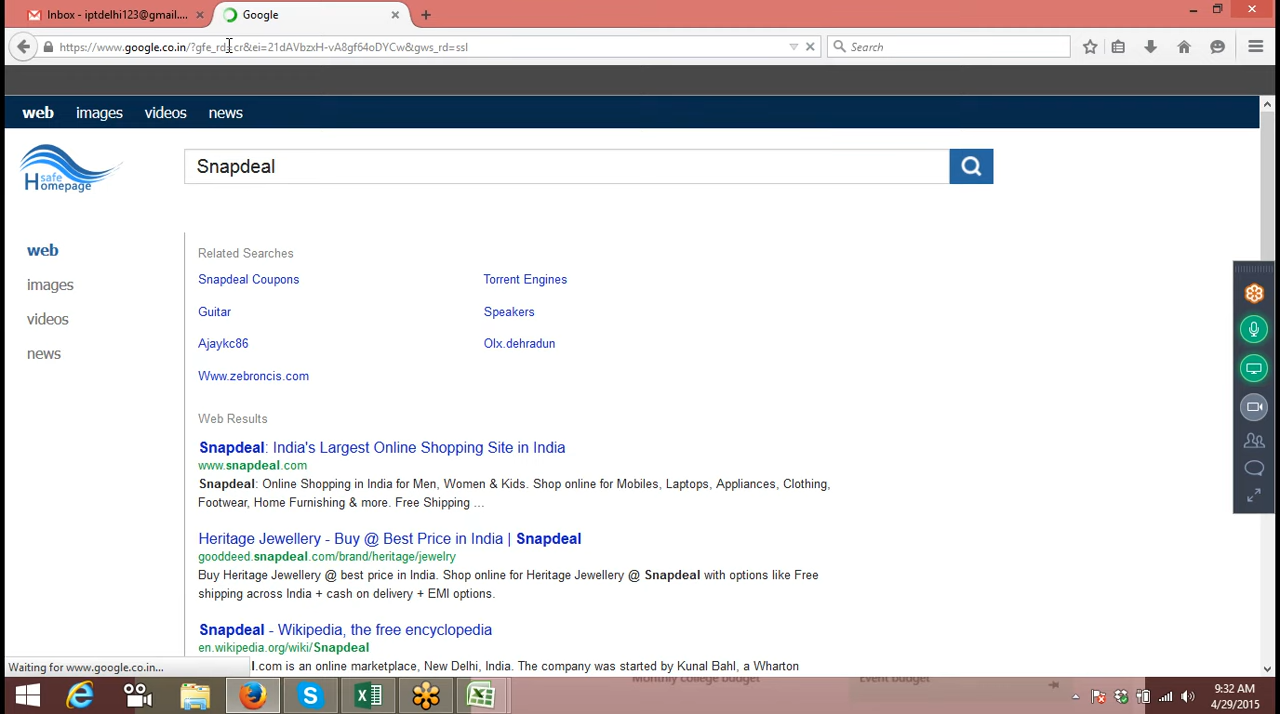 Inbox - iptdelhi123@gmail.... × Google × +
https://www.google.co.in/?gfe_rd=cr&ei=21dAVbzxH-vA8gf64oDYCw&gws_rd=ssl Search
web images videos news
safe
Homepage
Snapdeal
web
images
videos
news
Related Searches
Snapdeal Coupons Torrent Engines
Guitar Speakers
Ajaykc86 Olx.dehradun
Www.zebroncis.com
Web Results
Snapdeal: India's Largest Online Shopping Site in India
www.snapdeal.com
Snapdeal: Online Shopping in India for Men, Women & Kids. Shop online for Mobiles, Laptops, Appliances, Clothing,
Footwear, Home Furnishing & more. Free Shipping ...
Heritage Jewellery - Buy @ Best Price in India | Snapdeal
gooddeed.snapdeal.com/brand/heritage/jewelry
Buy Heritage Jewellery @ best price in India. Shop online for Heritage Jewellery @ Snapdeal with options like Free
shipping across India + cash on delivery + EMI options.
Snapdeal - Wikipedia, the free encyclopedia
en.wikipedia.org/wiki/Snapdeal
Waiting for www.google.co.in...
l.com is an online marketplace, New Delhi, India. The company was started by Kunal Bahl, a Wharton
Monthly college budget Event budget
9:32 AM
4/29/2015